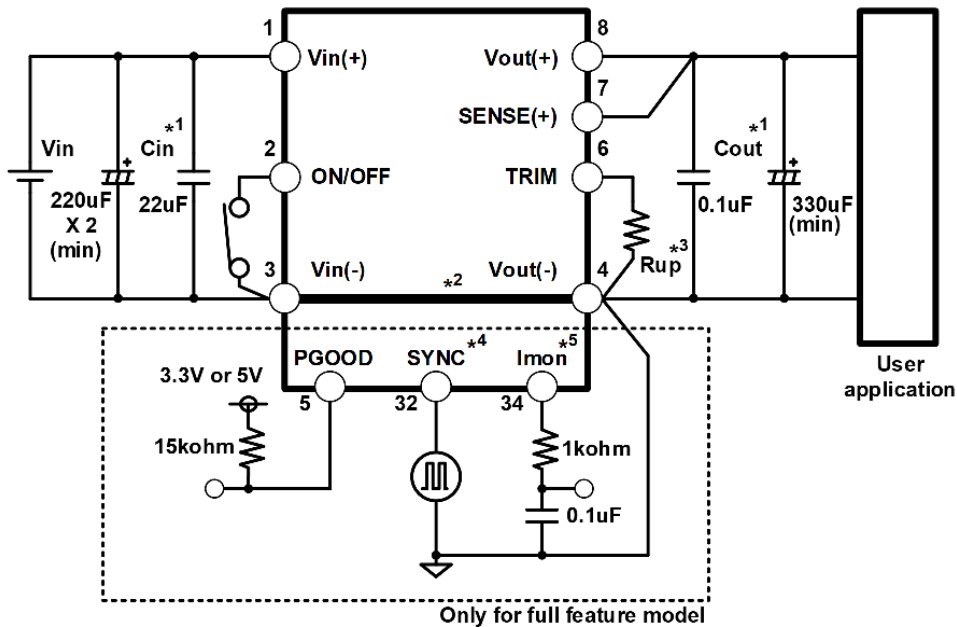 1
8
Vin(+)
Vout(+)
7
SENSE(+)
Vin
Cin *1
2
6
Cout *1
ON/OFF
TRIM
220uF
X 2
(min)
22uF
0.1uF
330uF
(min)
+
+
Rup *3
3
Vin(-)
*2
Vout(-)
4
PGOOD
SYNC *4
Imon *5
User
application
3.3V or 5V
5
32
34
15kohm
1kohm
0.1uF
Only for full feature model